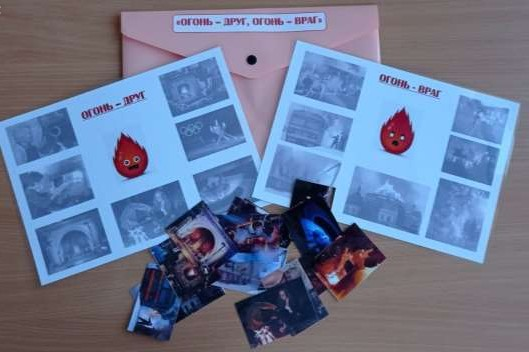 «ОГОНЬ – ДРУГ, ОГОНЬ – ВРАГ»
ОГОНЬ – ДРУГ
ОГОНЬ - ВРАГ